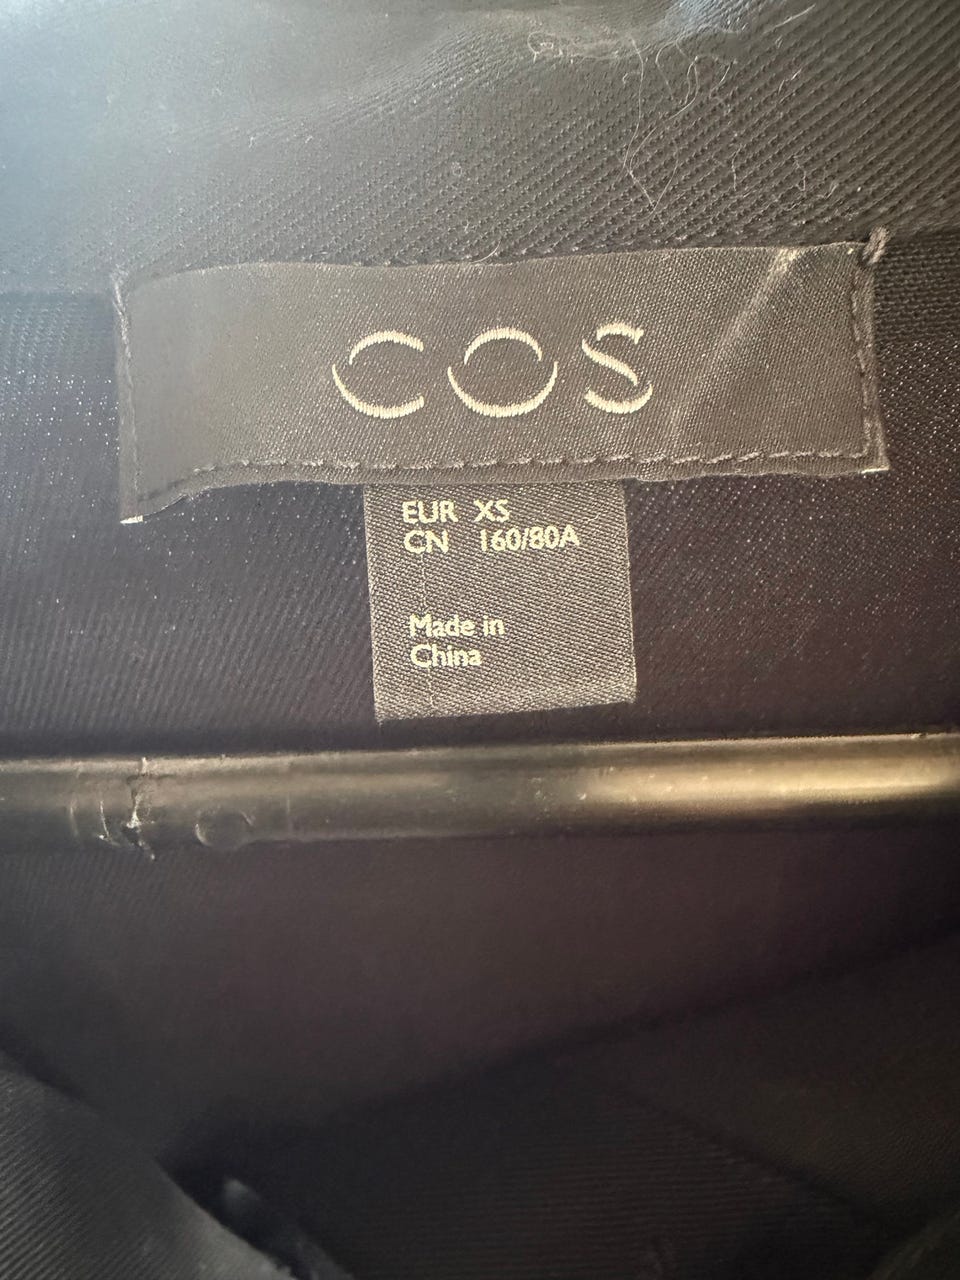 COS
EUR XS
CN 160/80A
Made in
China